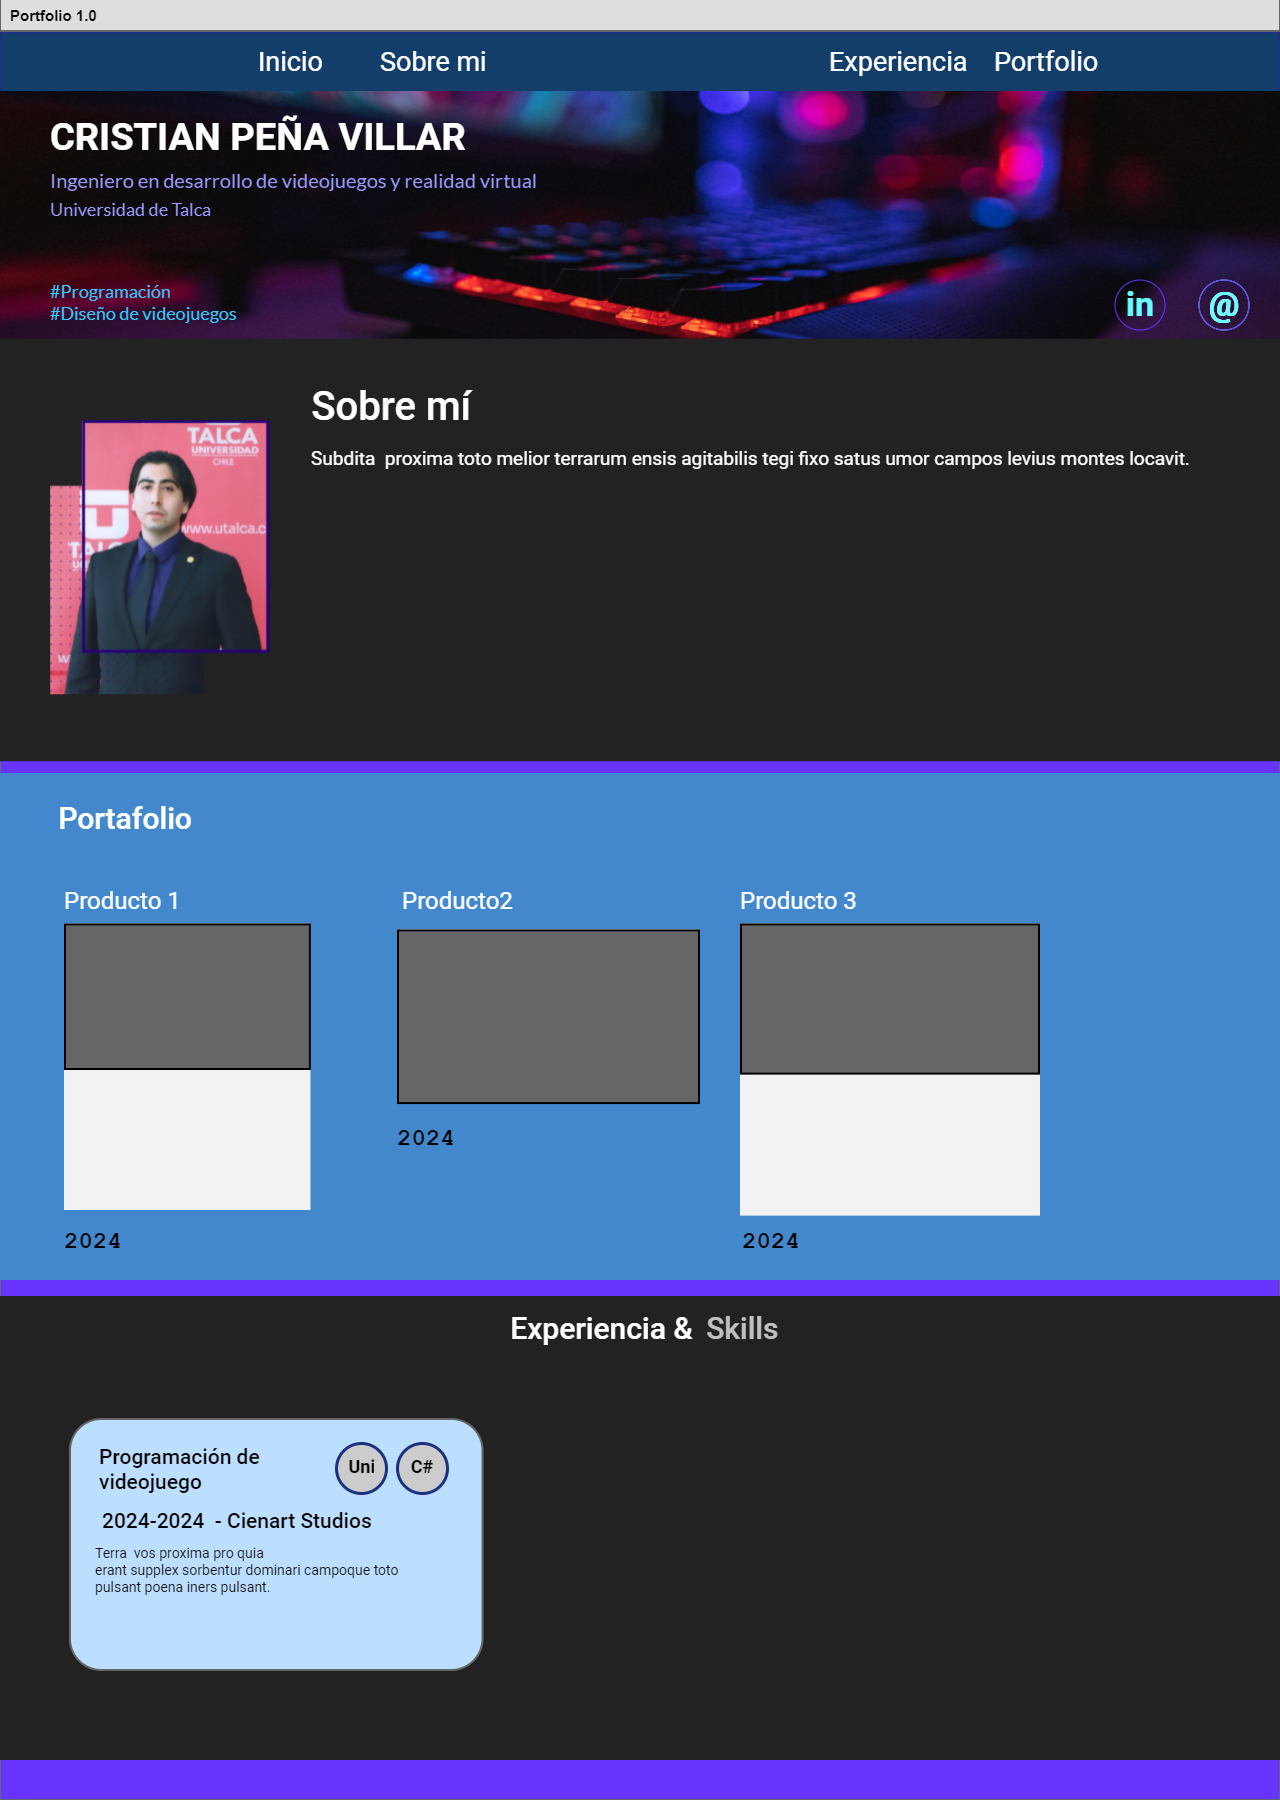 Portfolio 1.0
Inicio Sobre mi Experiencia Portfolio
CRISTIAN PEÑA VILLAR
Ingeniero en desarrollo de videojuegos y realidad virtual
Universidad de Talca
#Programación
#Diseño de videojuegos
in @
Sobre mí
Subdita proxima toto melior terrarum ensis agitabilis tegi fixo satus umor campos levius montes locavit.
TALCA
UNIVERSIDAD
CHILE
www.utalca.c
Portafolio
Producto 1 Producto2 Producto 3
2024
2024 2024
Experiencia & Skills
Programación de
videojuego
Uni C#
2024-2024 - Cienart Studios
Terra vos proxima pro quia
erant supplex sorbentur dominari campoque toto
pulsant poena iners pulsant.